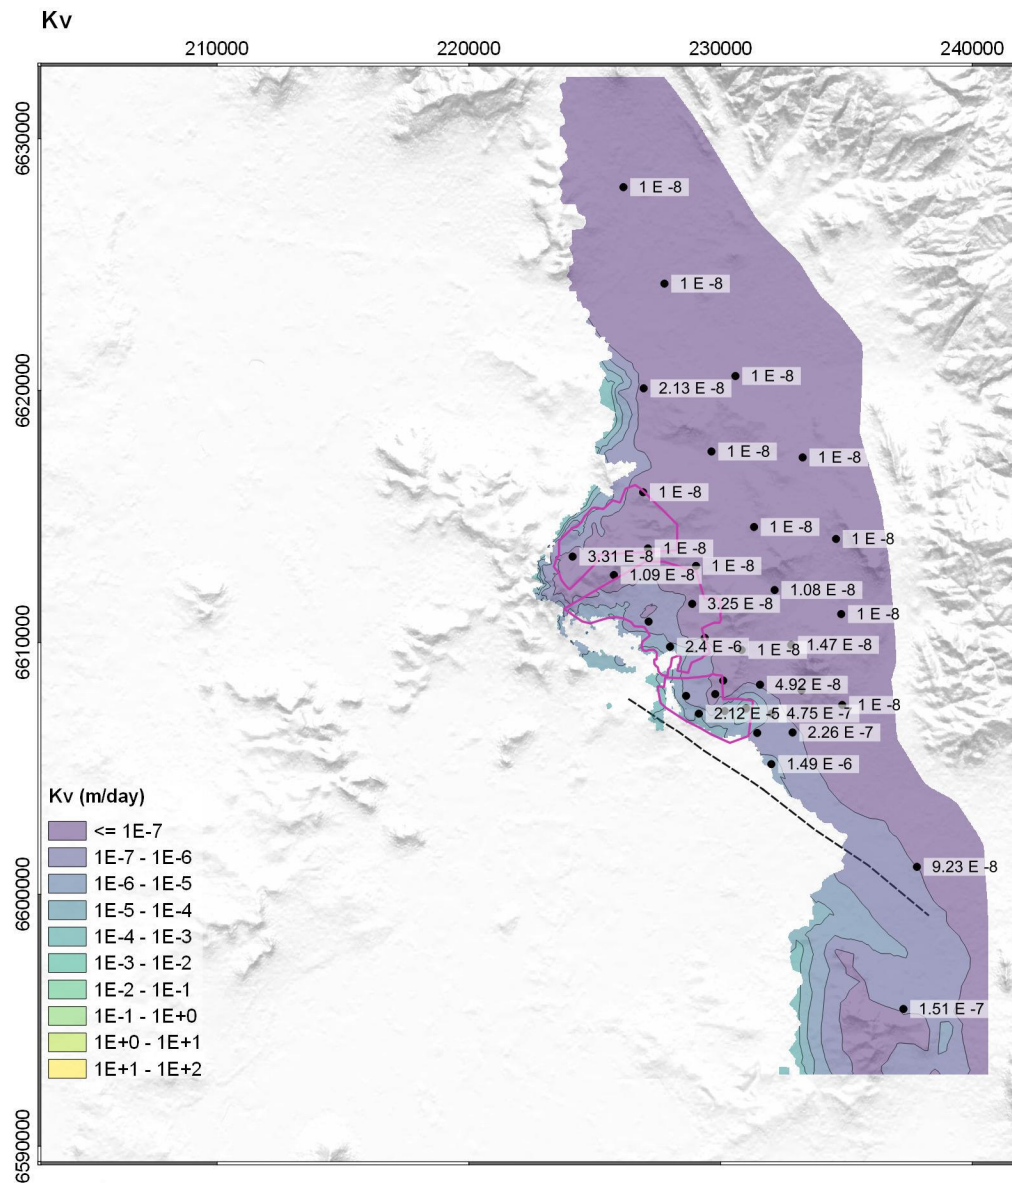 Kv
210000 220000 230000 240000
6630000
6620000
6610000
6600000
6590000
1 E -8
1 E -8
1 E -8
2.13 E -8
1 E -8
1 E -8
1 E -8
1 E -8
1 E -8
1 E -8
3.31 E -8
1 E -8
1.09 E -8
1.08 E -8
3.25 E -8
1 E -8
2.4 E -6
1 E -8
1.47 E -8
4.92 E -8
1 E -8
2.12 E -5
4.75 E -7
2.26 E -7
1.49 E -6
9.23 E -8
1.51 E -7
Kv (m/day)
<= 1E-7
1E-7 - 1E-6
1E-6 - 1E-5
1E-5 - 1E-4
1E-4 - 1E-3
1E-3 - 1E-2
1E-2 - 1E-1
1E-1 - 1E+0
1E+0 - 1E+1
1E+1 - 1E+2